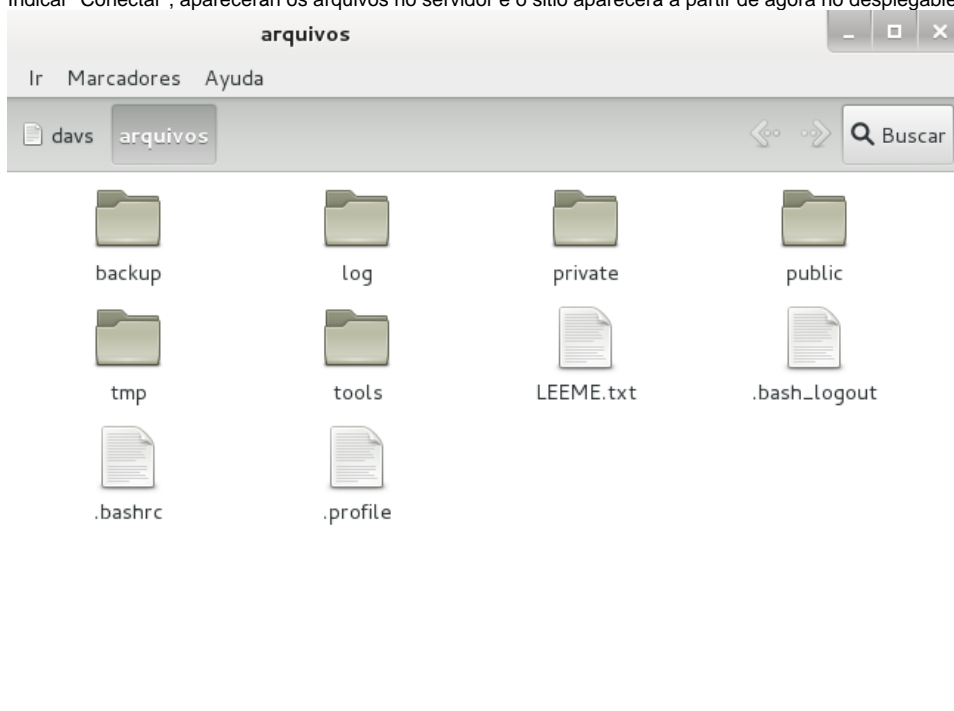 Indicar "Conectar", aparecerán os arquivos no servidor e o sitio aparecerá a partir de agora no despregable
arquivos
Ir Marcadores Ayuda
davs arquivos Buscar
backup log private public
tmp tools LEEME.txt .bash_logout
.bashrc .profile